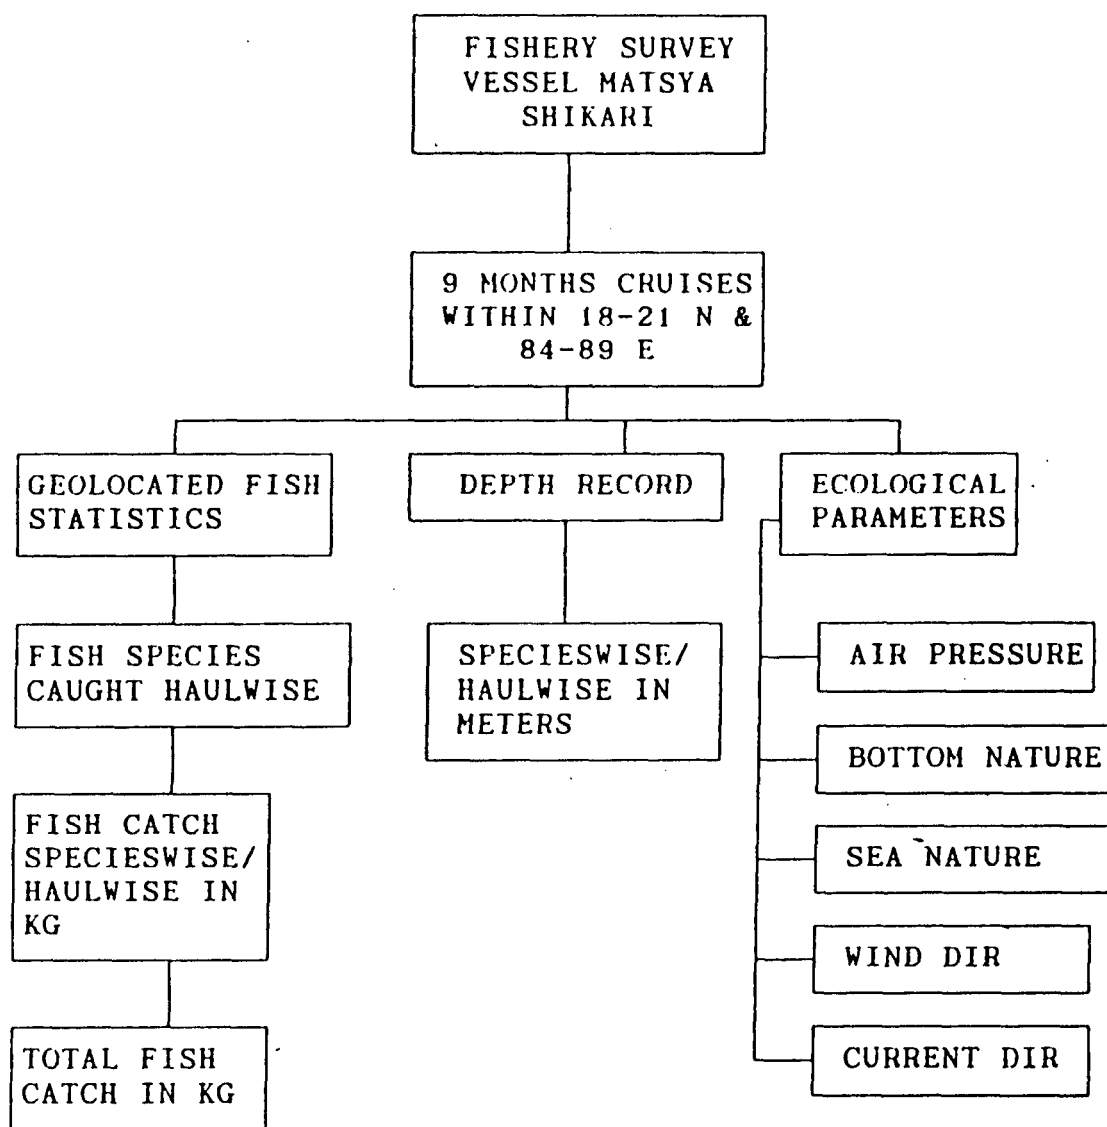 FISHERY SURVEY
VESSEL MATSYA
SHIKARI
9 MONTHS CRUISES
WITHIN 18-21 N &
84-89 E
GEOLOCATED FISH
STATISTICS
DEPTH RECORD
ECOLOGICAL
PARAMETERS
FISH SPECIES
CAUGHT HAULWISE
SPECIESWISE/
HAULWISE IN
METERS
AIR PRESSURE
BOTTOM NATURE
FISH CATCH
SPECIESWISE/
HAULWISE IN
KG
SEA NATURE
WIND DIR
TOTAL FISH
CATCH IN KG
CURRENT DIR